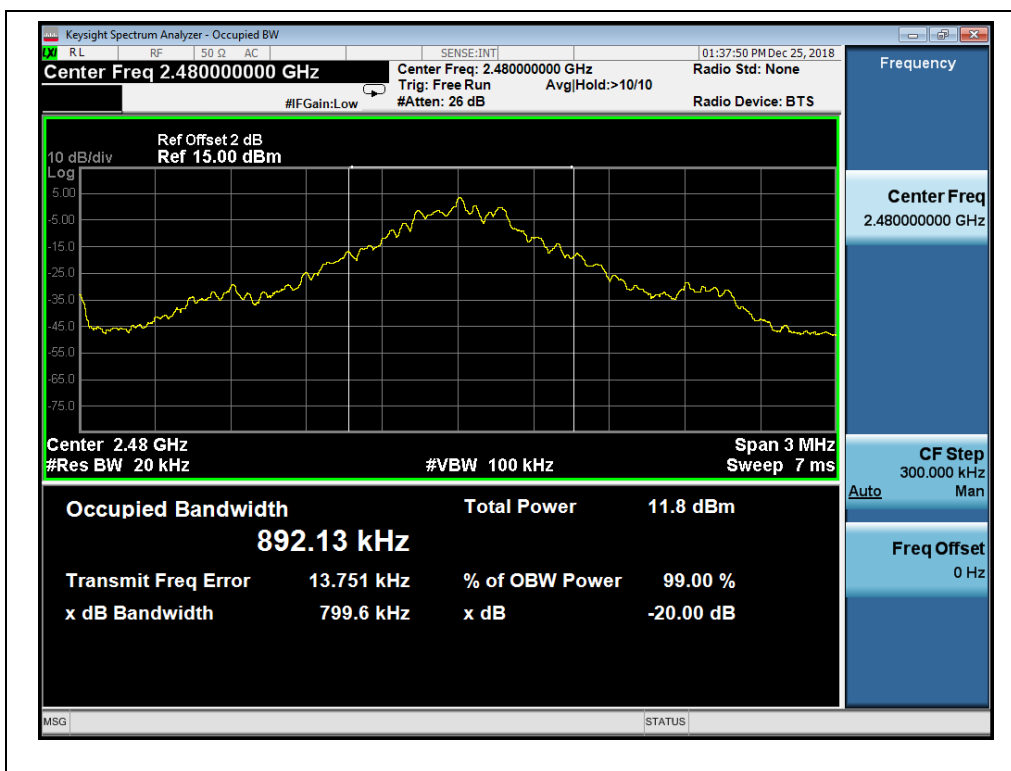 Keysight Spectrum Analyzer - Occupied BW
LXI RL RF 50 Ω AC SENSE:INT 01:37:50 PM Dec 25, 2018
Center Freq 2.480000000 GHz Center Freq: 2.480000000 GHz Radio Std: None
Trig: Free Run Avg|Hold:>10/10
#IFGain:Low #Atten: 26 dB Radio Device: BTS
Ref Offset 2 dB
10 dB/div Ref 15.00 dBm
Log
5.00
-5.00
-15.0
-25.0
-35.0
-45.0
-55.0
-65.0
-75.0
Center 2.48 GHz Span 3 MHz
#Res BW 20 kHz #VBW 100 kHz Sweep 7 ms
Occupied Bandwidth Total Power 11.8 dBm
892.13 kHz
Transmit Freq Error 13.751 kHz % of OBW Power 99.00 %
x dB Bandwidth 799.6 kHz x dB -20.00 dB
MSG STATUS
Frequency
Center Freq
2.480000000 GHz
CF Step
300.000 kHz
Auto Man
Freq Offset
0 Hz